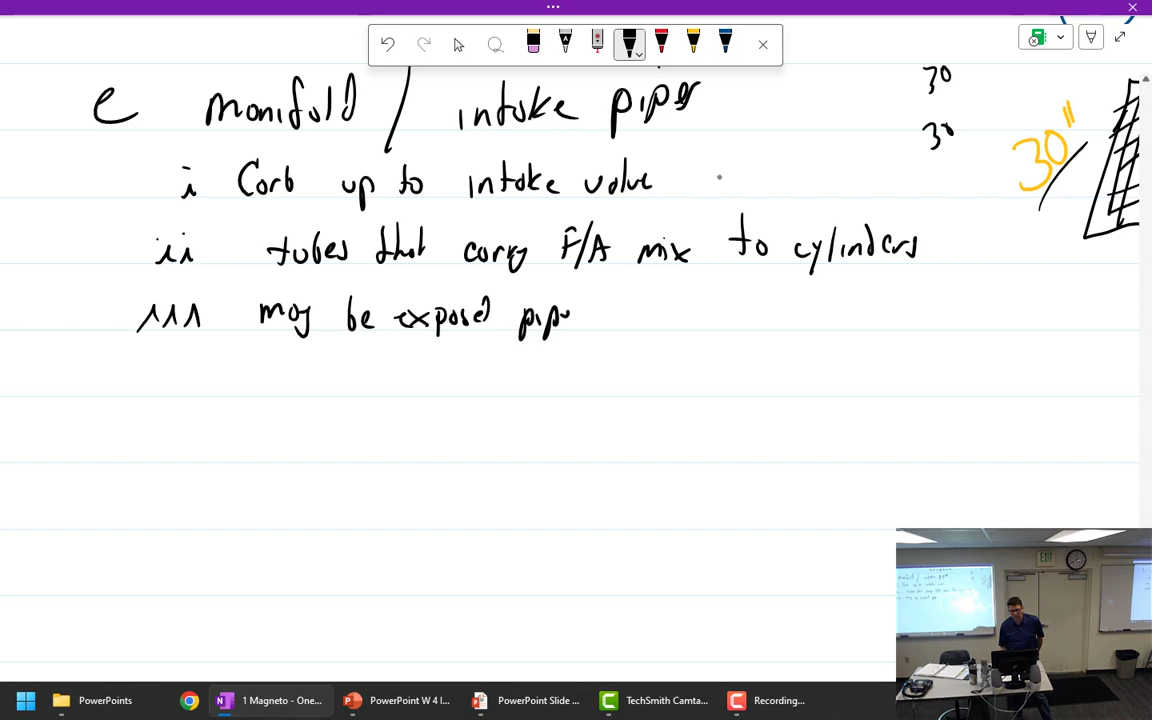 30
e manifold / intake pipes
30
30"
i Carb up to intake valve
ii tubes that carry F/A mix to cylinders
iii may be exposed pipe
PowerPoints
1 Magneto - One...
PowerPoint W 4 I...
PowerPoint Slide ...
TechSmith Camta...
Recording...